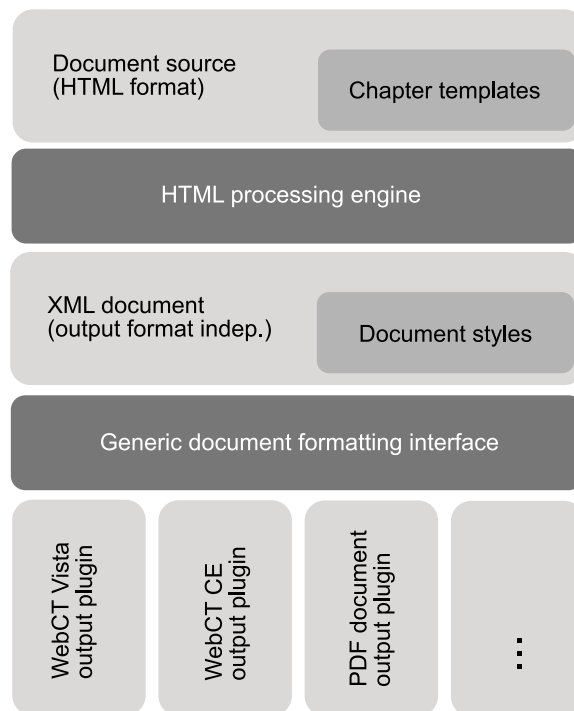 Document source
(HTML format)
Chapter templates
HTML processing engine
XML document
(output format indep.)
Document styles
Generic document formatting interface
WebCT Vista
output plugin
WebCT CE
output plugin
PDF document
output plugin
...